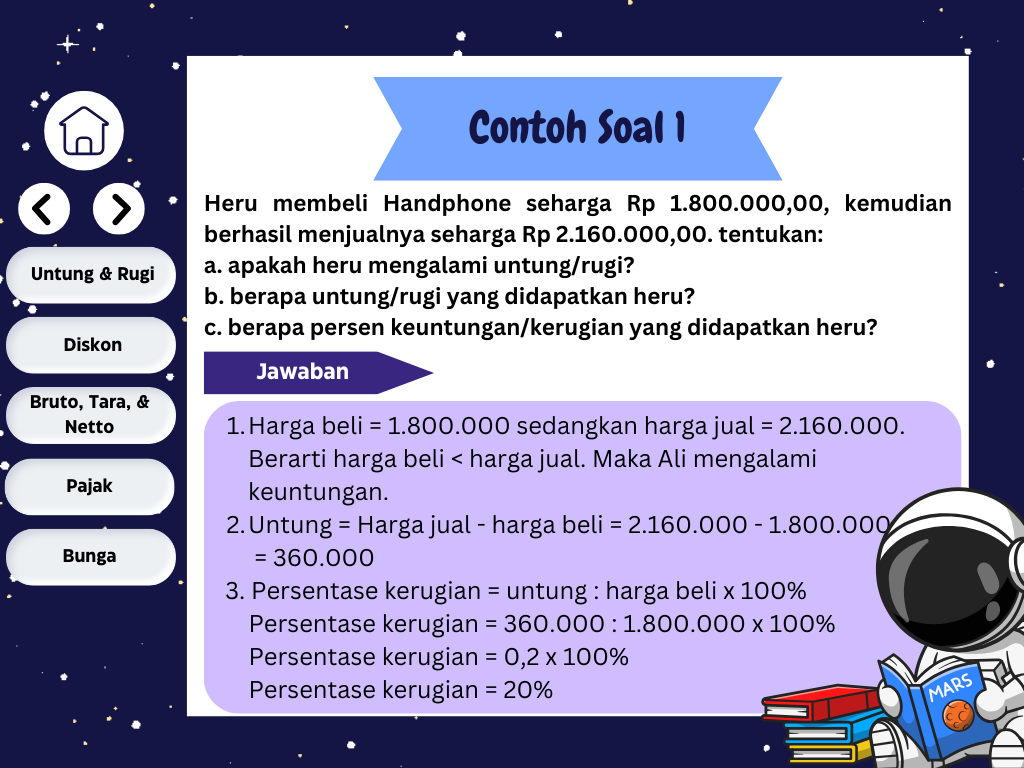 Contoh Soal 1
Heru membeli Handphone seharga Rp 1.800.000,00, kemudian
berhasil menjualnya seharga Rp 2.160.000,00. tentukan:
a. apakah heru mengalami untung/rugi?
b. berapa untung/rugi yang didapatkan heru?
c. berapa persen keuntungan/kerugian yang didapatkan heru?
Untung & Rugi
Diskon
Bruto, Tara, &
Netto
Pajak
Bunga
Jawaban
1. Harga beli = 1.800.000 sedangkan harga jual = 2.160.000.
Berarti harga beli < harga jual. Maka Ali mengalami
keuntungan.
2. Untung = Harga jual - harga beli = 2.160.000 - 1.800.000
= 360.000
3. Persentase kerugian = untung : harga beli x 100%
Persentase kerugian = 360.000 : 1.800.000 x 100%
Persentase kerugian = 0,2 x 100%
Persentase kerugian = 20%
MARS